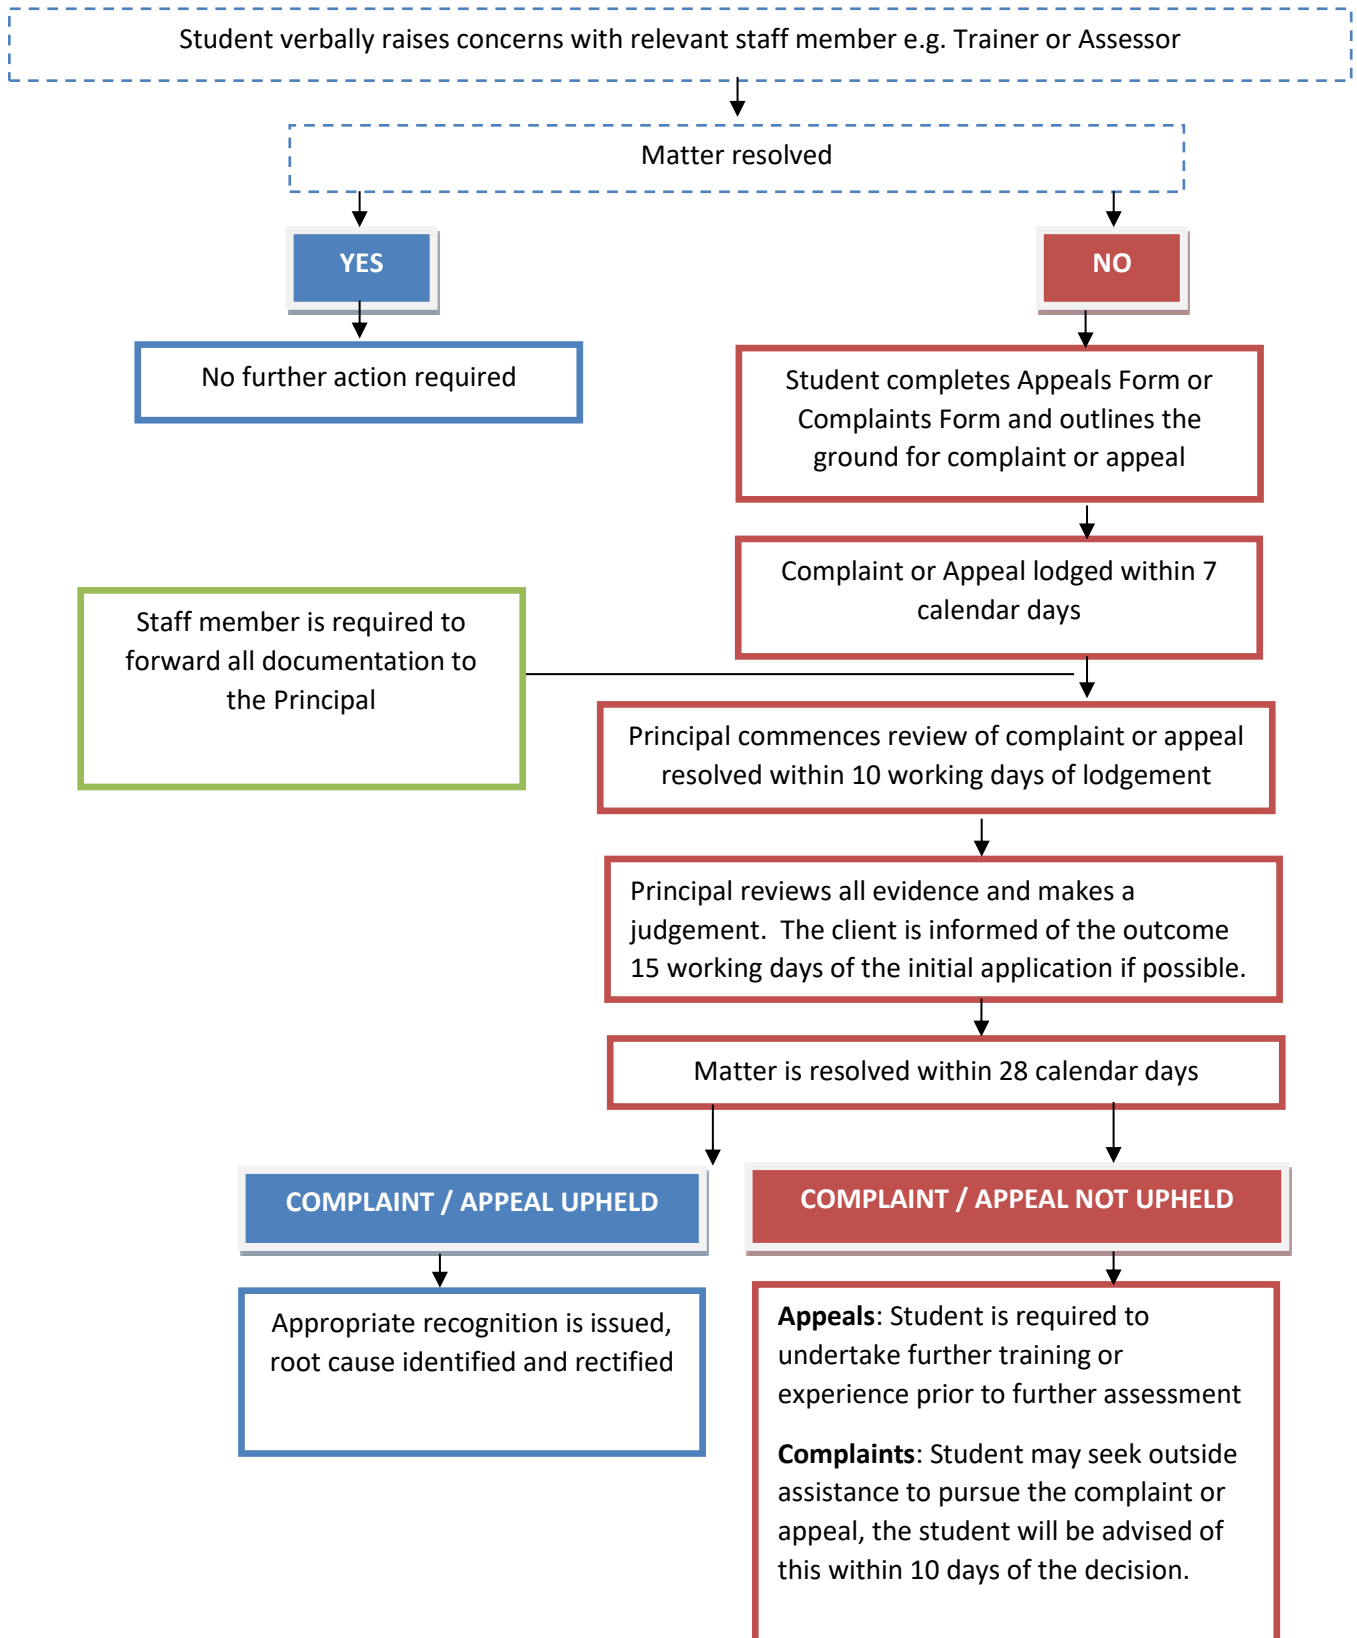 Student verbally raises concerns with relevant staff member e.g. Trainer or Assessor
Matter resolved
YES
NO
No further action required
Student completes Appeals Form or
Complaints Form and outlines the
ground for complaint or appeal
Complaint or Appeal lodged within 7
calendar days
Staff member is required to
forward all documentation to
the Principal
Principal commences review of complaint or appeal
resolved within 10 working days of lodgement
Principal reviews all evidence and makes a
judgement.  The client is informed of the outcome
15 working days of the initial application if possible.
Matter is resolved within 28 calendar days
COMPLAINT / APPEAL UPHELD
COMPLAINT / APPEAL NOT UPHELD
Appropriate recognition is issued,
root cause identified and rectified
Appeals: Student is required to
undertake further training or
experience prior to further assessment
Complaints: Student may seek outside
assistance to pursue the complaint or
appeal, the student will be advised of
this within 10 days of the decision.